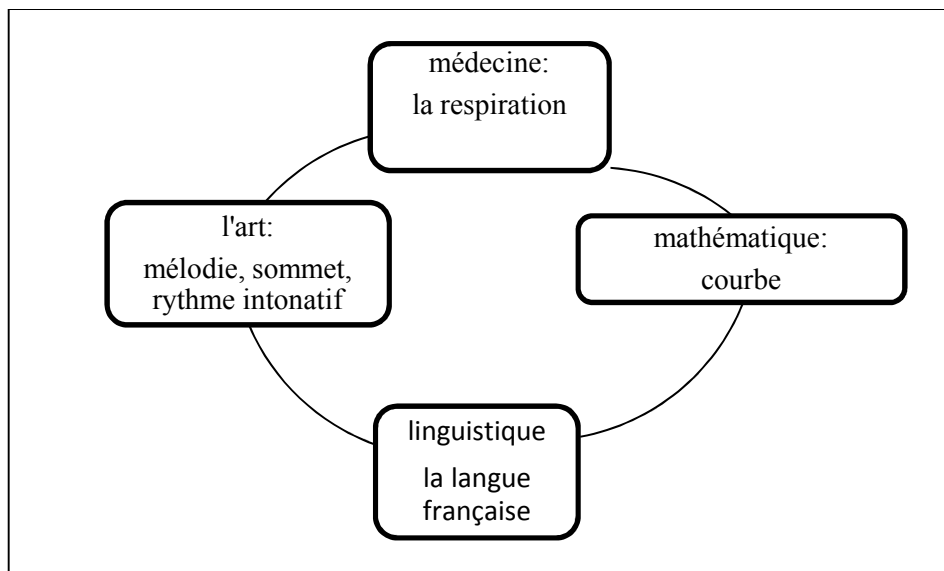 médecine:
la respiration
l'art:
mélodie, sommet,
rythme intonatif
mathématique:
courbe
linguistique
la langue
française